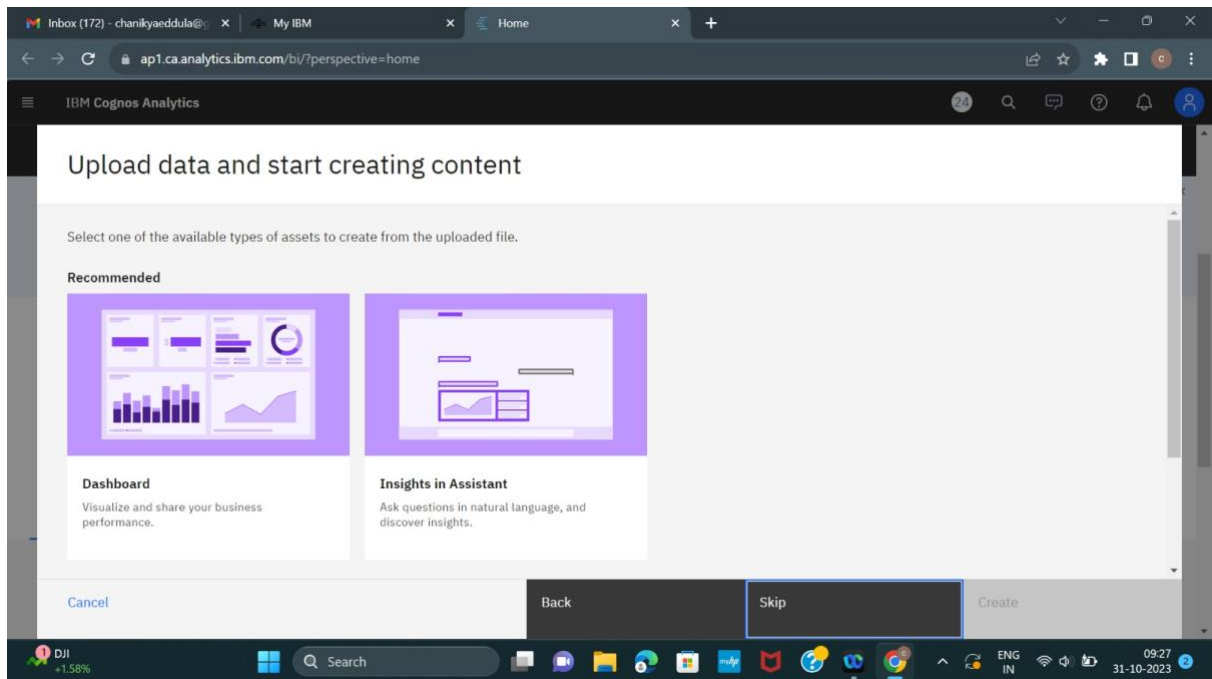 Inbox (172) - chanikyaeddula@g
My IBM
Home
ap1.ca.analytics.ibm.com/bi/?perspective=home
C
IBM Cognos Analytics
24
Upload data and start creating content
Select one of the available types of assets to create from the uploaded file.
Recommended
Dashboard
Visualize and share your business
performance.
Insights in Assistant
Ask questions in natural language, and
discover insights.
Cancel
Back
Skip
Create
1
DJI
+1.58%
Search
myhp
C
ENG
IN
09:27
31-10-2023
2